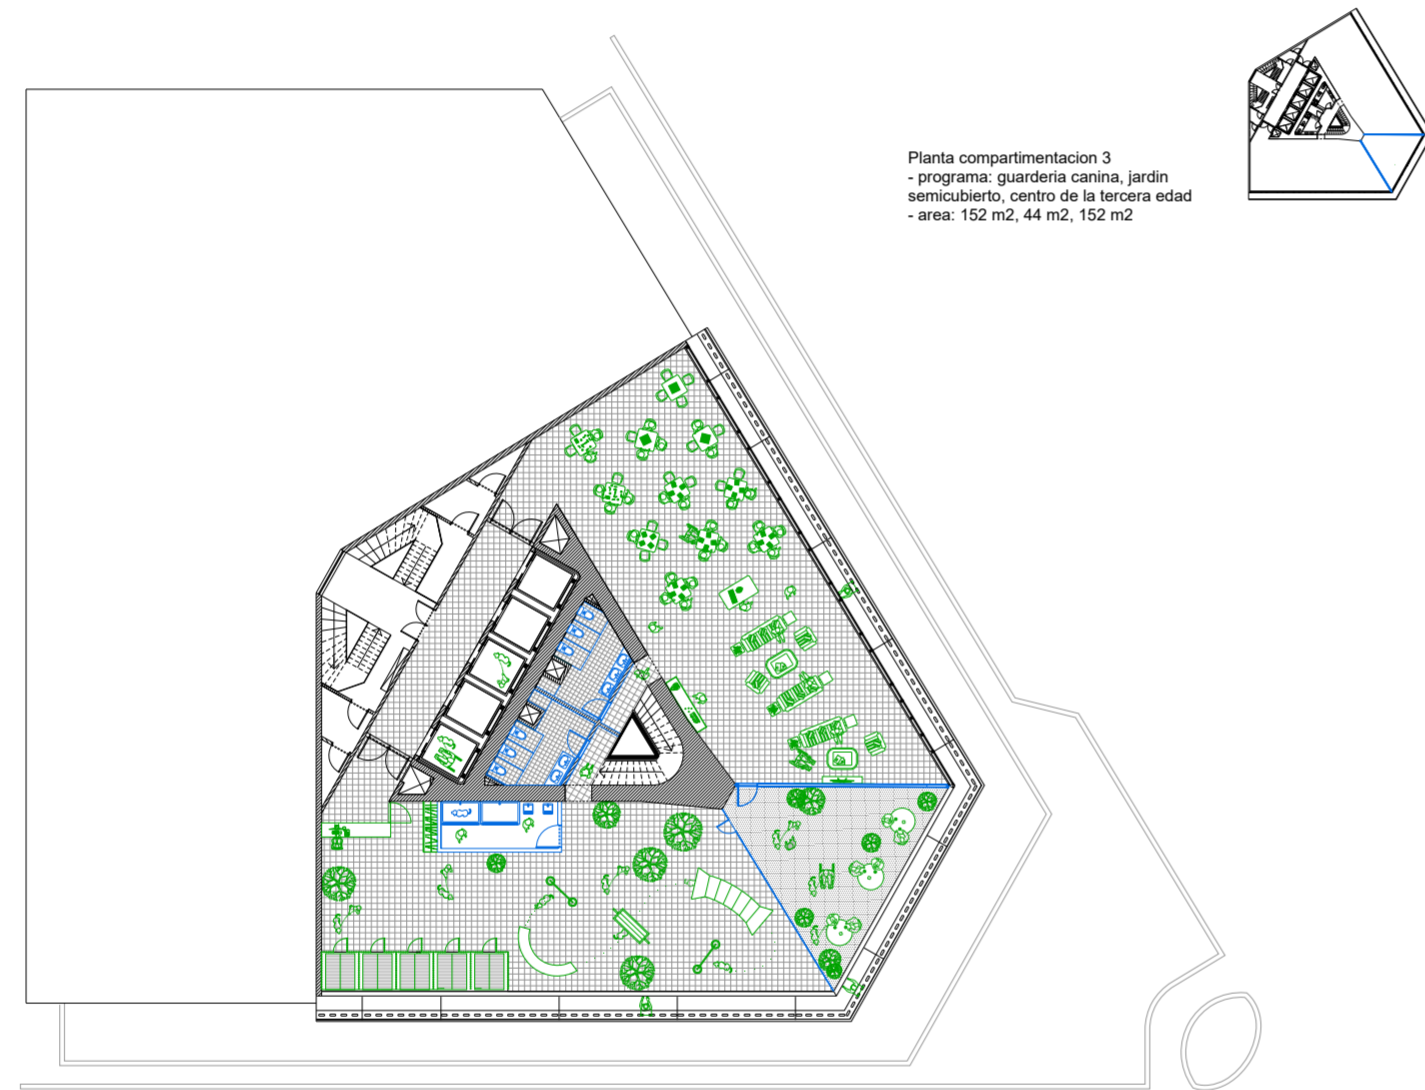 Planta compartimentacion 3
- programa: guarderia canina, jardin
semicubierto, centro de la tercera edad
- area: 152 m2, 44 m2, 152 m2